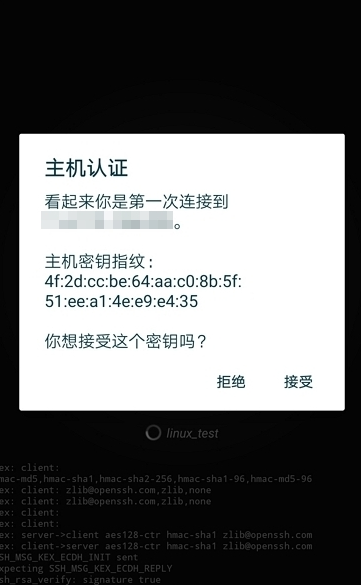 主机认证
看起来你是第一次连接到
。
主机密钥指纹：
4f:2d:cc:be:64:aa:c0:8b:5f:
51:ee:a1:4e:e9:e4:35
你想接受这个密钥吗？
拒绝 接受
linux_test
ex: client:
mac-md5,hmac-sha1,hmac-sha2-256,hmac-sha1-96,hmac-md5-96
ex: client: zlib@openssh.com,zlib,none
ex: client: zlib@openssh.com,zlib,none
ex: client:
ex: client:
ex: server->client aes128-ctr hmac-sha1 zlib@openssh.com
ex: client->server aes128-ctr hmac-sha1 zlib@openssh.com
SH_MSG_KEX_ECDH_INIT sent
xpecting SSH_MSG_KEX_ECDH_REPLY
sh_rsa_verify: signature true